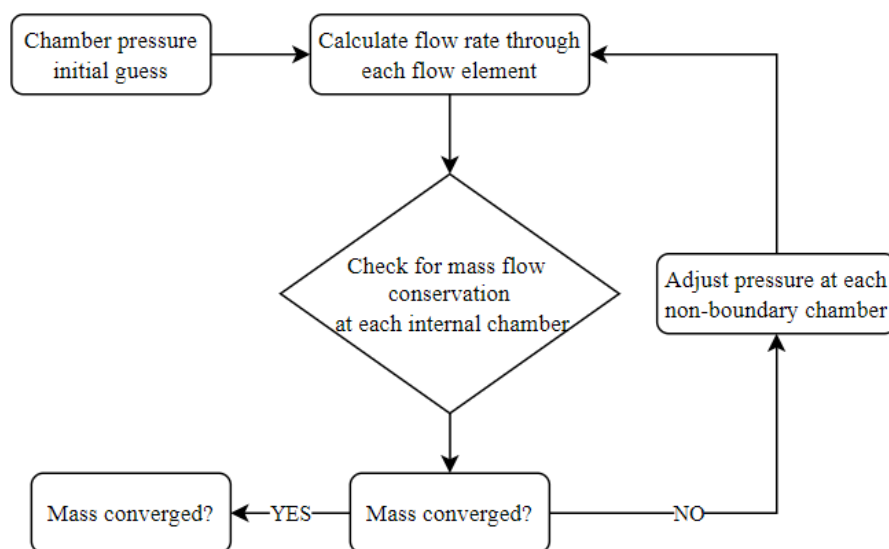 Chamber pressure
initial guess
Calculate flow rate through
each flow element
Check for mass flow
conservation
at each internal chamber
Adjust pressure at each
non-boundary chamber
Mass converged?
YES
Mass converged?
NO